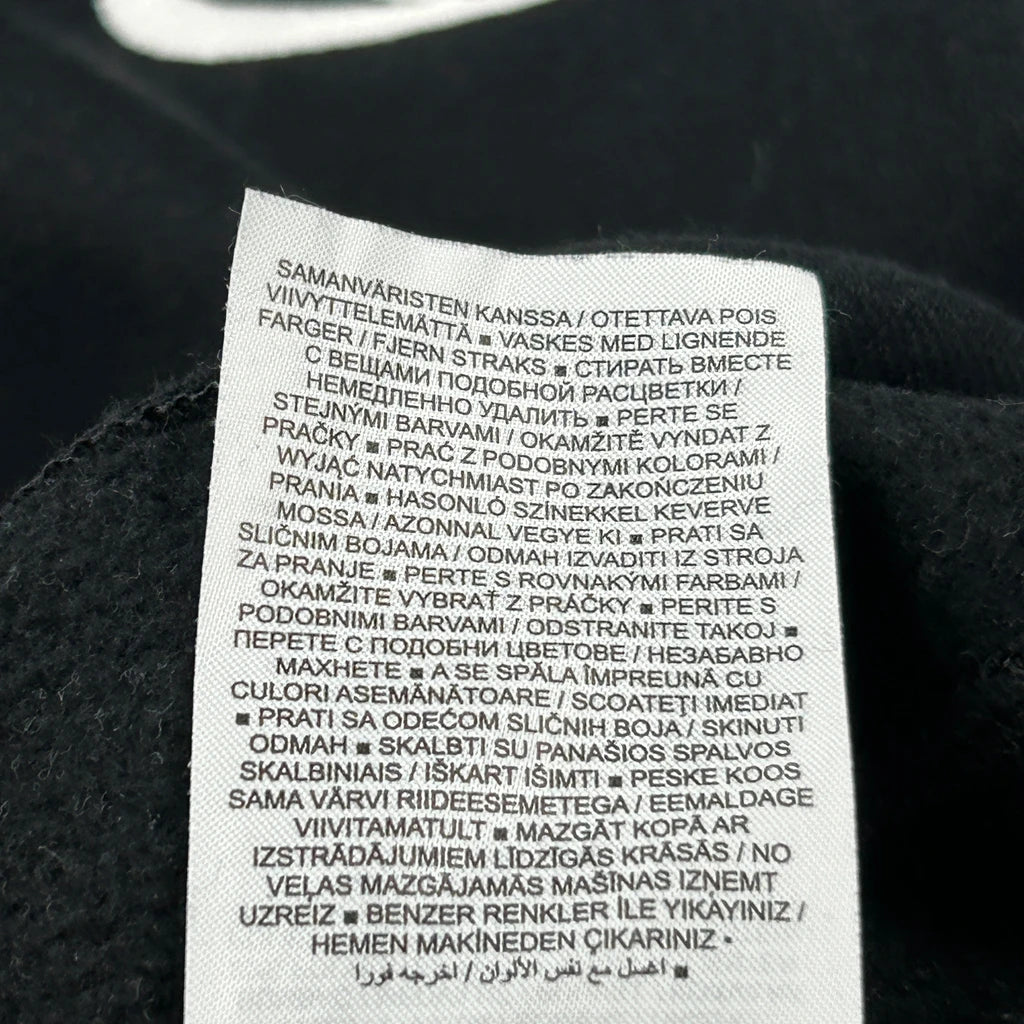 SAMANVÄRISTEN KANSSA / OTETTAVA POIS
VIIVYTTELEMÄTTÄ ■ VASKES MED LIGNENDE
FARGER / FJERN STRAKS ■ СТИРАТЬ ВМЕСТЕ
С ВЕЩАМИ ПОДОБНОЙ РАСЦВЕТКИ /
НЕМЕДЛЕННО УДАЛИТЬ ■ PERTE SE
STEJNÝMI BARVAMI / OKAMŽITĚ VYNDAT Z
PRAČKY ■ PRAĆ Z PODOBNYMI KOLORAMI /
WYJĄĆ NATYCHMIAST PO ZAKOŃCZENIU
PRANIA ■ HASONLÓ SZÍNEKKEL KEVERVE
MOSSA / AZONNAL VEGYE KI ■ PRATI SA
SLIČNIM BOJAMA / ODMAH IZVADITI IZ STROJA
ZA PRANJE ■ PERTE S ROVNAKÝMI FARBAMI /
OKAMŽITE VYBRAŤ Z PRÁČKY ■ PERITE S
PODOBNIMI BARVAMI / ODSTRANITE TAKOJ ■
ПЕРЕТЕ С ПОДОБНИ ЦВЕТОВЕ / НЕЗАБАВНО
МАХНЕТЕ ■ A SE SPĂLA ÎMPREUNĂ CU
CULORI ASEMĂNĂTOARE / SCOATEŢI IMEDIAT
■ PRATI SA ODEĆOM SLIČNIH BOJA / SKINUTI
ODMAH ■ SKALBTI SU PANAŠIOS SPALVOS
SKALBINIAIS / IŠKART IŠIMTI ■ PESKE KOOS
SAMA VÄRVI RIIDEESEMETEGA / EEMALDAGE
VIIVITAMATULT ■ MAZGĀT KOPĀ AR
IZSTRĀDĀJUMIEM LĪDZĪGĀS KRĀSĀS / NO
VEĻAS MAZGĀJAMĀS MAŠĪNAS IZŅEMT
UZREIZ ■ BENZER RENKLER İLE YIKAYINIZ /
HEMEN MAKİNEDEN ÇIKARINIZ •
■ اغسل مع نفس الألوان / اخرجه فورا